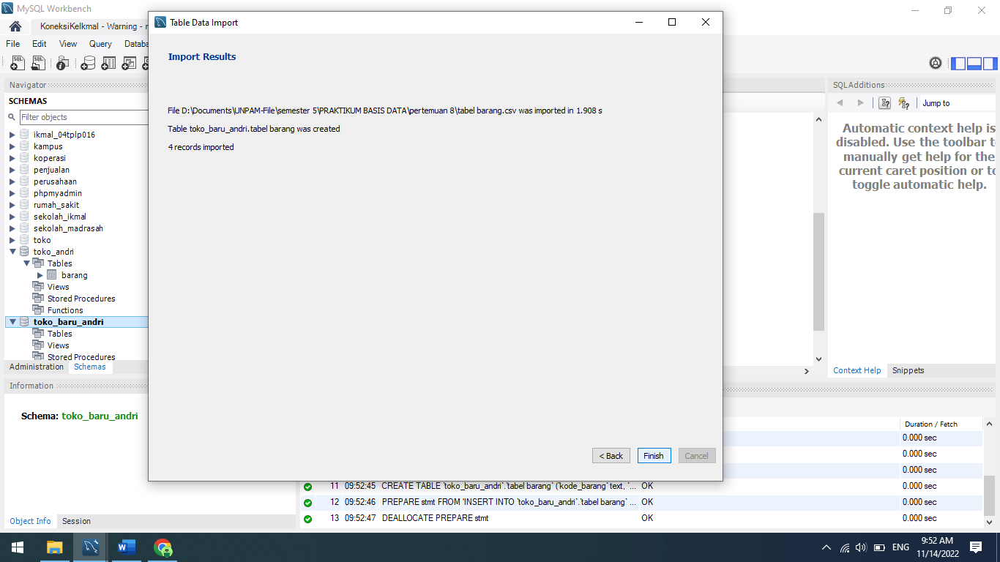 MySQL Workbench
KoneksiKelkmal - Warning - n
File Edit View Query Databa
Navigator
SCHEMAS
Filter objects
ikmal_04tplp016
kampus
koperasi
penjualan
perusahaan
phpmyadmin
rumah_sakit
sekolah_ikmal
sekolah_madrasah
toko
toko_andri
Tables
barang
Views
Stored Procedures
Functions
toko_baru_andri
Tables
Views
Stored Procedures
Administration Schemas
Information
Schema: toko_baru_andri
Object Info Session
Table Data Import
Import Results
File D:\Documents\UNPAM-File\semester 5\PRAKTIKUM BASIS DATA\pertemuan 8\tabel barang.csv was imported in 1.908 s
Table toko_baru_andri.tabel barang was created
4 records imported
< Back Finish Cancel
SQLAdditions
Jump to
Automatic context help is
disabled. Use the toolbar t
manually get help for the
current caret position or to
toggle automatic help.
Context Help Snippets
Duration / Fetch
0.000 sec
0.000 sec
0.000 sec
11 09:52:45 CREATE TABLE `toko_baru_andri`.`tabel barang` (`kode_barang` text, `... OK 0.000 sec
12 09:52:46 PREPARE stmt FROM 'INSERT INTO `toko_baru_andri`.`tabel barang` ... OK 0.000 sec
13 09:52:47 DEALLOCATE PREPARE stmt OK 0.000 sec
ENG
9:52 AM
11/14/2022